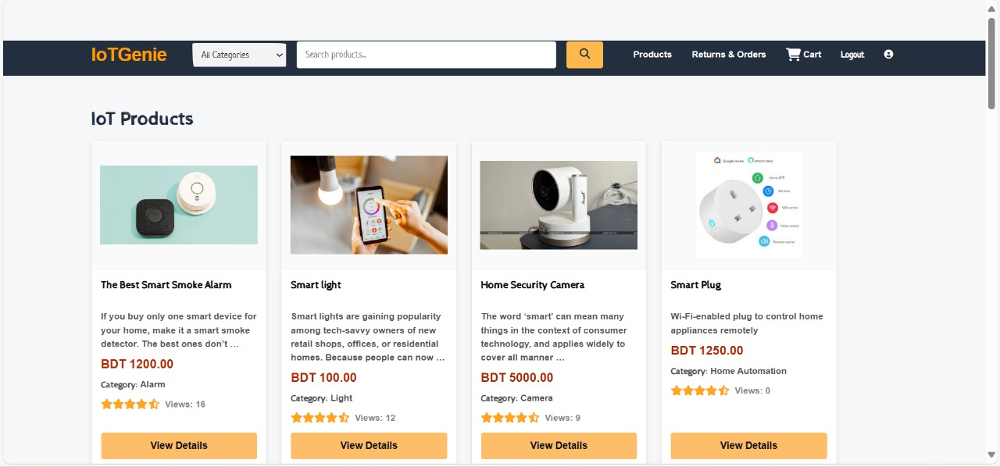 IoTGenie
All Categories
Search products..
Products
Returns & Orders
Cart
Logout
IoT Products
Google Home
amazon alexa
Home APP
Set time
Wifi control
Voice control
Remote control
The Best Smart Smoke Alarm
If you buy only one smart device for
your home, make it a smart smoke
detector. The best ones don’t …
BDT 1200.00
Category: Alarm
Views: 16
View Details
Smart light
Smart lights are gaining popularity
among tech-savvy owners of new
retail shops, offices, or residential
homes. Because people can now …
BDT 100.00
Category: Light
Views: 12
View Details
Home Security Camera
The word ‘smart’ can mean many
things in the context of consumer
technology, and applies widely to
cover all manner …
BDT 5000.00
Category: Camera
Views: 9
View Details
Smart Plug
Wi-Fi-enabled plug to control home
appliances remotely
BDT 1250.00
Category: Home Automation
Views: 0
View Details